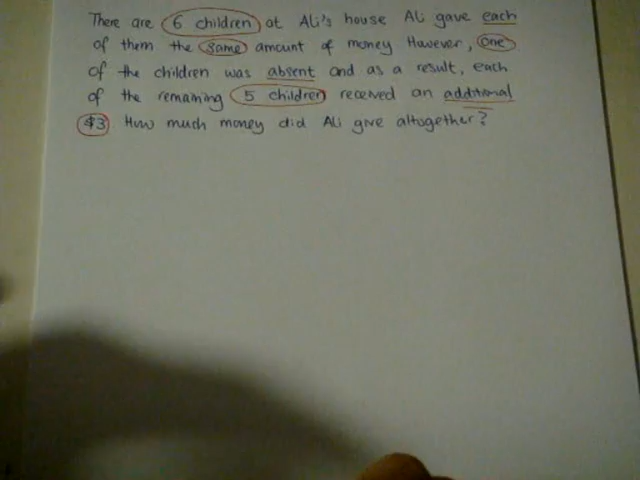 There are 6 children at Ali's house Ali gave each
of them the same amount of money However, one
of the children was absent and as a result, each
of the remaining 5 children received an additional
$3 How much money did Ali give altogether?